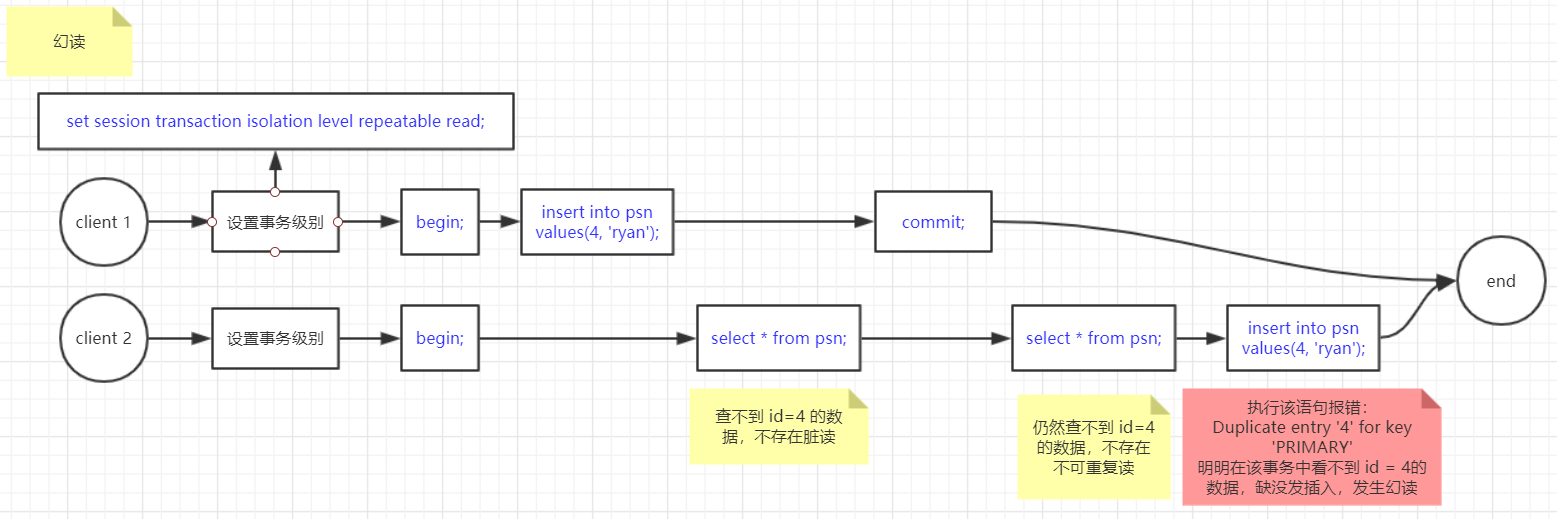 幻读
set session transaction isolation level repeatable read;
client 1
设置事务级别
begin;
insert into psn
values(4, 'ryan');
commit;
end
client 2
设置事务级别
begin;
select * from psn;
select * from psn;
insert into psn
values(4, 'ryan');
查不到 id=4 的数
据，不存在脏读
仍然查不到 id=4
的数据，不存在
不可重复读
执行该语句报错：
Duplicate entry '4' for key
'PRIMARY'
明明在该事务中看不到 id = 4的
数据，缺没发插入，发生幻读